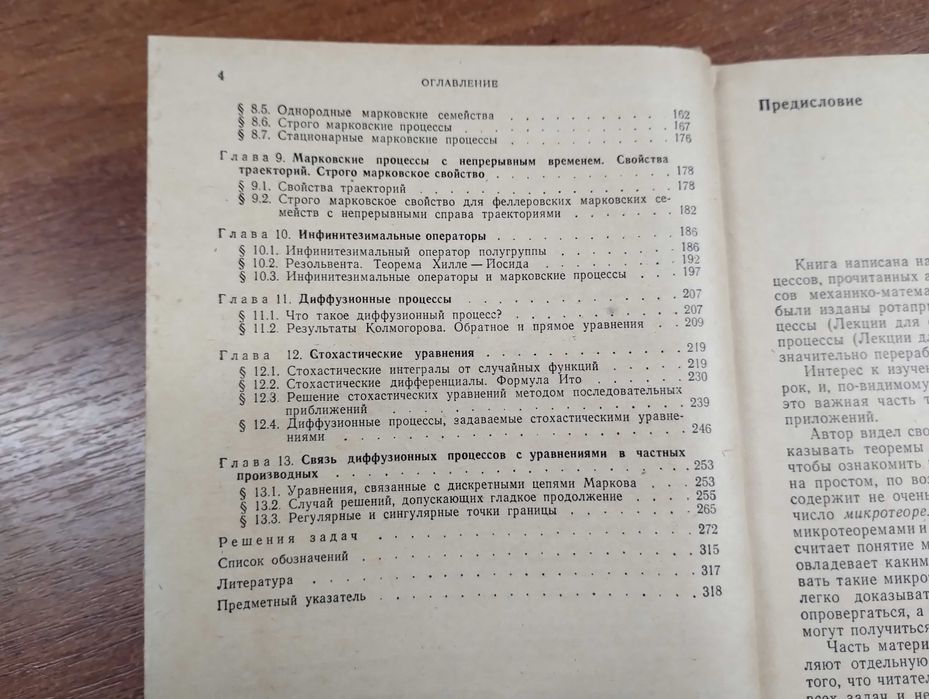 4
ОГЛАВЛЕНИЕ
§ 8.5. Однородные марковские семейства . . . . . . . . . . 162
§ 8.6. Строго марковские процессы . . . . . . . . . . . 167
§ 8.7. Стационарные марковские процессы . . . . . . . . . 176
Глава 9. Марковские процессы с непрерывным временем. Свойства
траекторий. Строго марковское свойство . . . . . . . . . . 178
§ 9.1. Свойства траекторий . . . . . . . . . . . . . . 178
§ 9.2. Строго марковское свойство для феллеровских марковских се-
мейств с непрерывными справа траекториями . . . . . . . 182
Глава 10. Инфинитезимальные операторы . . . . . . . . . . 186
§ 10.1. Инфинитезимальный оператор полугруппы . . . . . . . 186
§ 10.2. Резольвента. Теорема Хилле — Иосида . . . . . . . . 192
§ 10.3. Инфинитезимальные операторы и марковские процессы . . . 197
Глава 11. Диффузионные процессы . . . . . . . . . . . . 207
§ 11.1. Что такое диффузионный процесс? . . . . . . . . . 207
§ 11.2. Результаты Колмогорова. Обратное и прямое уравнения . . . 209
Глава 12. Стохастические уравнения . . . . . . . . . . . 219
§ 12.1. Стохастические интегралы от случайных функций . . . . . 219
§ 12.2. Стохастические дифференциалы. Формула Ито . . . . . . 230
§ 12.3. Решение стохастических уравнений методом последовательных
приближений . . . . . . . . . . . . . . . . . 239
§ 12.4. Диффузионные процессы, задаваемые стохастическими уравне-
ниями . . . . . . . . . . . . . . . . . . . 246
Глава 13. Связь диффузионных процессов с уравнениями в частных
производных . . . . . . . . . . . . . . . . . . . 253
§ 13.1. Уравнения, связанные с дискретными цепями Маркова . . . 253
§ 13.2. Случай решений, допускающих гладкое продолжение . . . . 255
§ 13.3. Регулярные и сингулярные точки границы . . . . . . . 265
Решения задач . . . . . . . . . . . . . . . . . . 272
Список обозначений . . . . . . . . . . . . . . . . 315
Литература . . . . . . . . . . . . . . . . . . . 317
Предметный указатель . . . . . . . . . . . . . . . 318
Предисловие
Книга написана на
цессов, прочитанных
сов механико-матема
были изданы ротапри
цессы (Лекции для
процессы (Лекции дл
значительно перераб
Интерес к изучен
рок, и, по-видимому
это важная часть т
приложений.
Автор видел сво
казывать теоремы
чтобы ознакомить
на простом, по воз
содержит не очень
число микротеоре
микротеоремами и
считает понятие м
овладевает каким
вать такие микрот
легко доказыват
опровергаться, а
могут получиться
Часть матери
ляют отдельную
того, что читател
всех задач и не